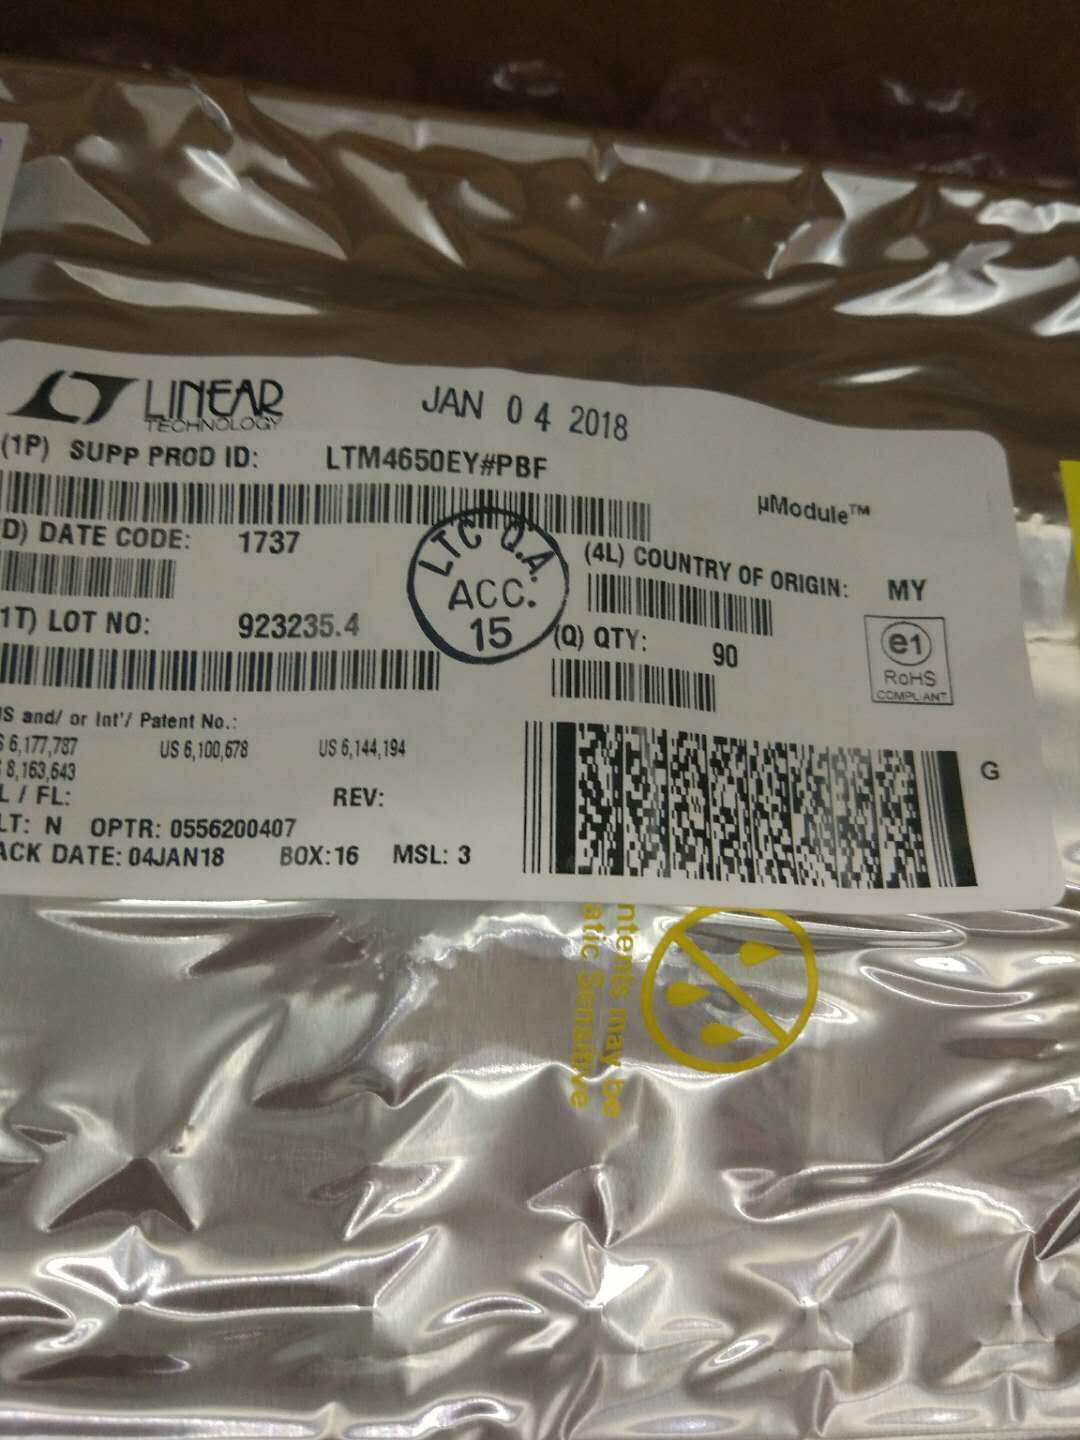 LINEAR
TECHNOLOGY
JAN 04 2018
(1P) SUPP PROD ID: LTM4650EY#PBF
µModule™
D) DATE CODE: 1737
(4L) COUNTRY OF ORIGIN: MY
LTC Q.A.
ACC.
15
1T) LOT NO: 923235.4
(Q) QTY: 90
e1
RoHS
COMPLIANT
S and/ or Int'/ Patent No.:
S 6,177,787 US 6,100,678 US 6,144,194
8,163,643
L / FL: REV:
LT: N OPTR: 0556200407
ACK DATE: 04JAN18 BOX:16 MSL: 3
G
ntents may be
atic Sensitive